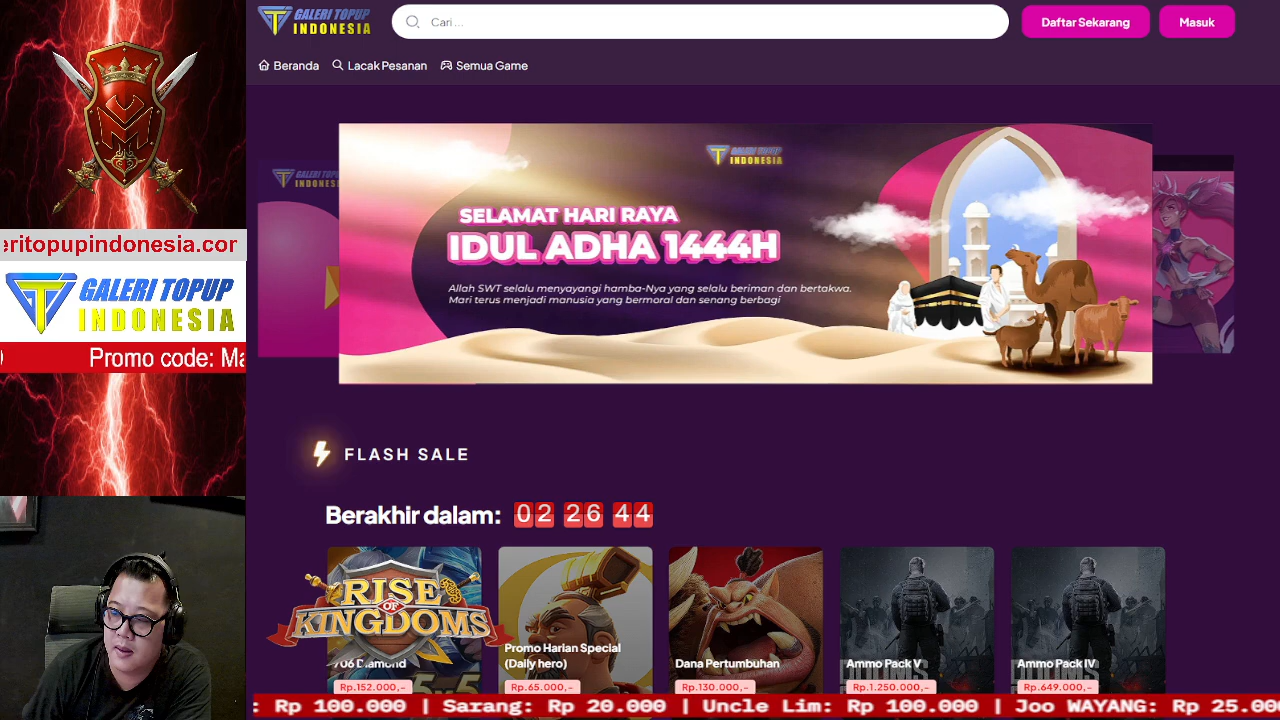 GALERI TOPUP
INDONESIA
Cari ...
Daftar Sekarang
Masuk
Beranda
Lacak Pesanan
Semua Game
GALERI TOPUP
INDONESIA
SELAMAT HARI RAYA
IDUL ADHA 1444H
Allah SWT selalu menyayangi hamba-Nya yang selalu beriman dan bertakwa.
Mari terus menjadi manusia yang bermoral dan senang berbagi
eritopupindonesia.cor
GALERI TOPUP
INDONESIA
Promo code: Ma
FLASH SALE
Berakhir dalam: 02 26 44
RISE
OF
KINGDOMS
706 Diamond
Rp.152.000,-
5v5
Promo Harian Special
(Daily hero)
Rp.65.000,-
Dana Pertumbuhan
Rp.130.000,-
Ammo Pack V
Rp.1.250.000,-
Ammo Pack IV
Rp.649.000,-
: Rp 100.000 | Sarang: Rp 20.000 | Uncle Lim: Rp 100.000 | Joo WAYANG: Rp 25.00